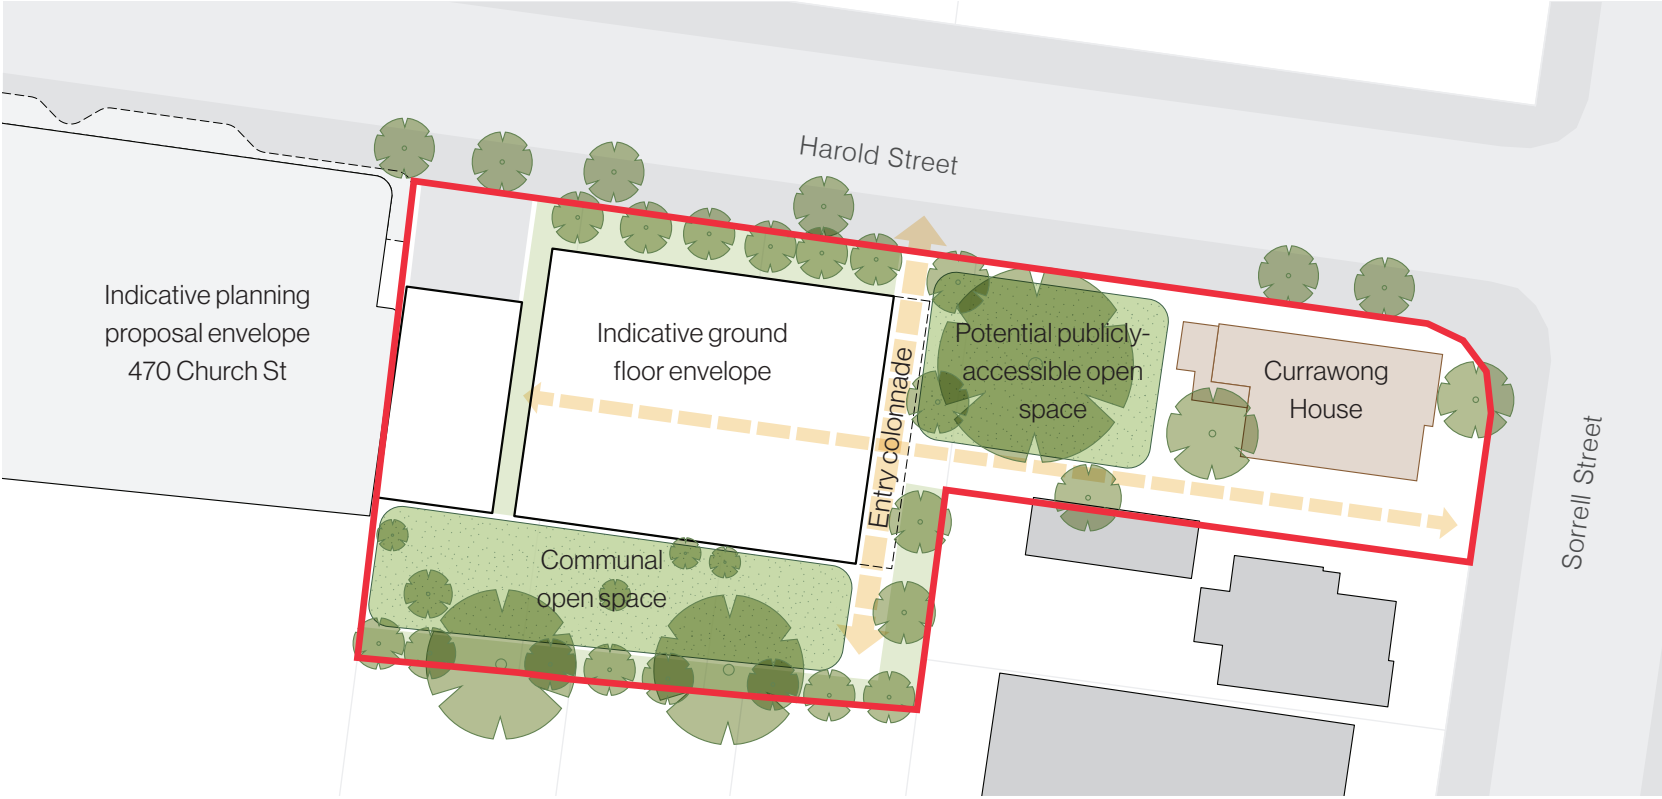 Harold Street
Indicative planning
proposal envelope
470 Church St
Indicative ground
floor envelope
Entry colonnade
Potential publicly-
accessible open
space
Currawong
House
Sorrell Street
Communal
open space